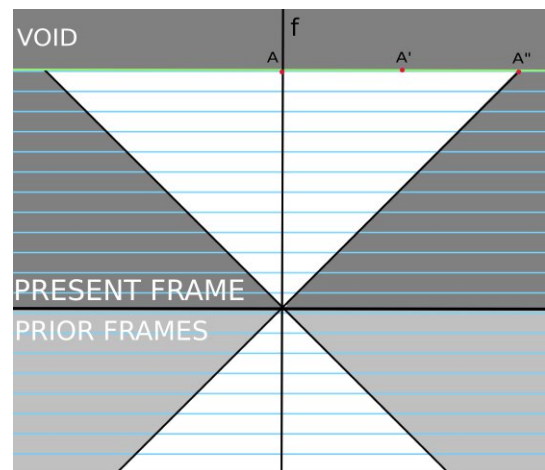 f
VOID
A A' A"
PRESENT FRAME
PRIOR FRAMES